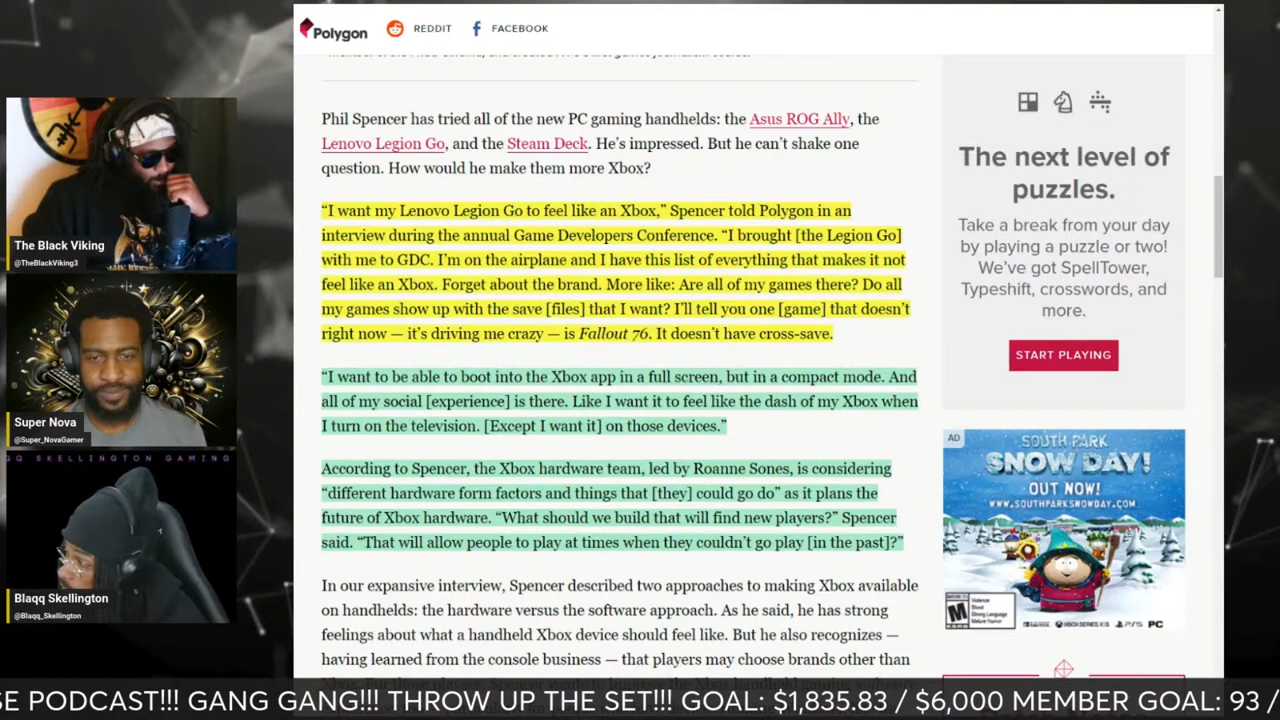 Polygon
REDDIT
FACEBOOK
Phil Spencer has tried all of the new PC gaming handhelds: the Asus ROG Ally, the
Lenovo Legion Go, and the Steam Deck. He’s impressed. But he can’t shake one
question. How would he make them more Xbox?
“I want my Lenovo Legion Go to feel like an Xbox,” Spencer told Polygon in an
interview during the annual Game Developers Conference. “I brought [the Legion Go]
with me to GDC. I’m on the airplane and I have this list of everything that makes it not
feel like an Xbox. Forget about the brand. More like: Are all of my games there? Do all
my games show up with the save [files] that I want? I’ll tell you one [game] that doesn’t
right now — it’s driving me crazy — is Fallout 76. It doesn’t have cross-save.
“I want to be able to boot into the Xbox app in a full screen, but in a compact mode. And
all of my social [experience] is there. Like I want it to feel like the dash of my Xbox when
I turn on the television. [Except I want it] on those devices.”
According to Spencer, the Xbox hardware team, led by Roanne Sones, is considering
“different hardware form factors and things that [they] could go do” as it plans the
future of Xbox hardware. “What should we build that will find new players?” Spencer
said. “That will allow people to play at times when they couldn’t go play [in the past]?”
In our expansive interview, Spencer described two approaches to making Xbox available
on handhelds: the hardware versus the software approach. As he said, he has strong
feelings about what a handheld Xbox device should feel like. But he also recognizes —
having learned from the console business — that players may choose brands other than
The next level of
puzzles.
Take a break from your day
by playing a puzzle or two!
We’ve got SpellTower,
Typeshift, crosswords, and
more.
START PLAYING
AD
SOUTH PARK
SNOW DAY!
OUT NOW!
WWW.SOUTHPARKSNOWDAY.COM
M
Violence
Blood
Strong Language
Mature Humor
XBOX SERIES X|S
PS5
PC
The Black Viking
@TheBlackViking3
Super Nova
@Super_NovaGamer
QQ SKELLINGTON GAMING
Blaqq Skellington
@Blaqq_Skellington
SE PODCAST!!! GANG GANG!!! THROW UP THE SET!!! GOAL: $1,835.83 / $6,000 MEMBER GOAL: 93 /